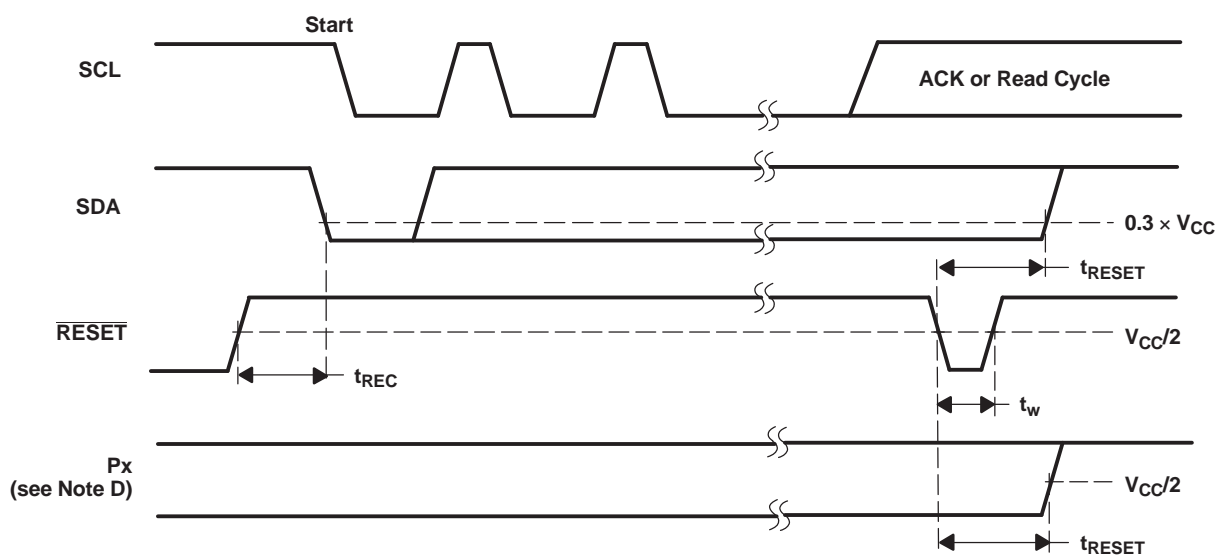 Start
SCL
ACK or Read Cycle
SDA
0.3 × VCC
tRESET
RESET
VCC/2
tREC
tW
Px
(see Note D)
VCC/2
tRESET